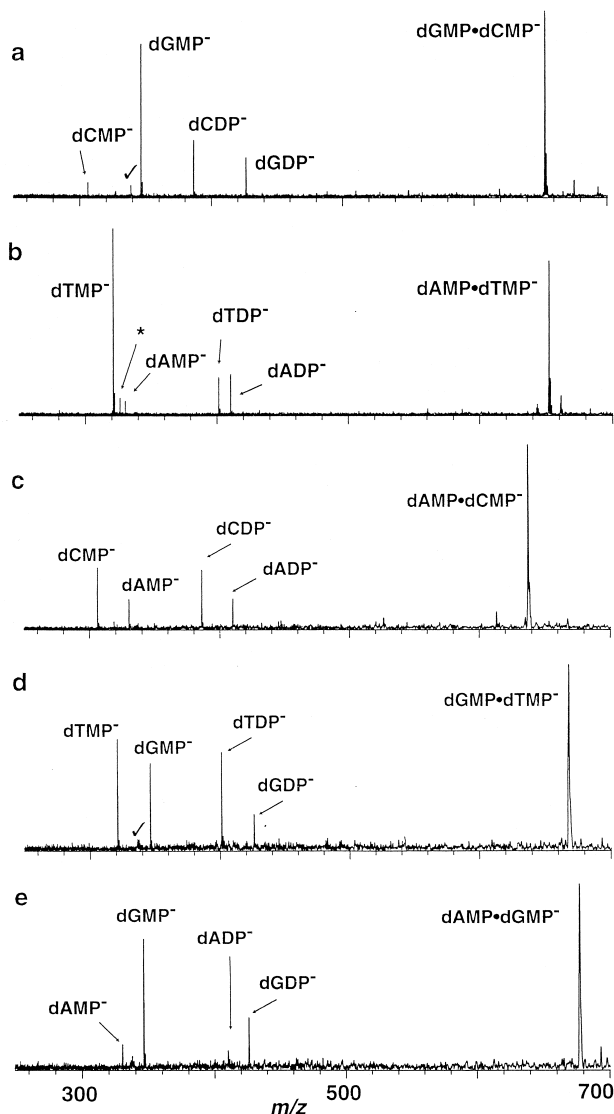 a
dGMP⁻
dGMP•dCMP⁻
dCMP⁻
✓
dCDP⁻
dGDP⁻
b
dTMP⁻
*
dAMP⁻
dTDP⁻
dADP⁻
dAMP•dTMP⁻
c
dCMP⁻
dAMP⁻
dCDP⁻
dADP⁻
dAMP•dCMP⁻
d
dTMP⁻
dGMP⁻
✓
dTDP⁻
dGDP⁻
dGMP•dTMP⁻
e
dAMP⁻
dGMP⁻
dADP⁻
dGDP⁻
dAMP•dGMP⁻
300 500 700
m/z